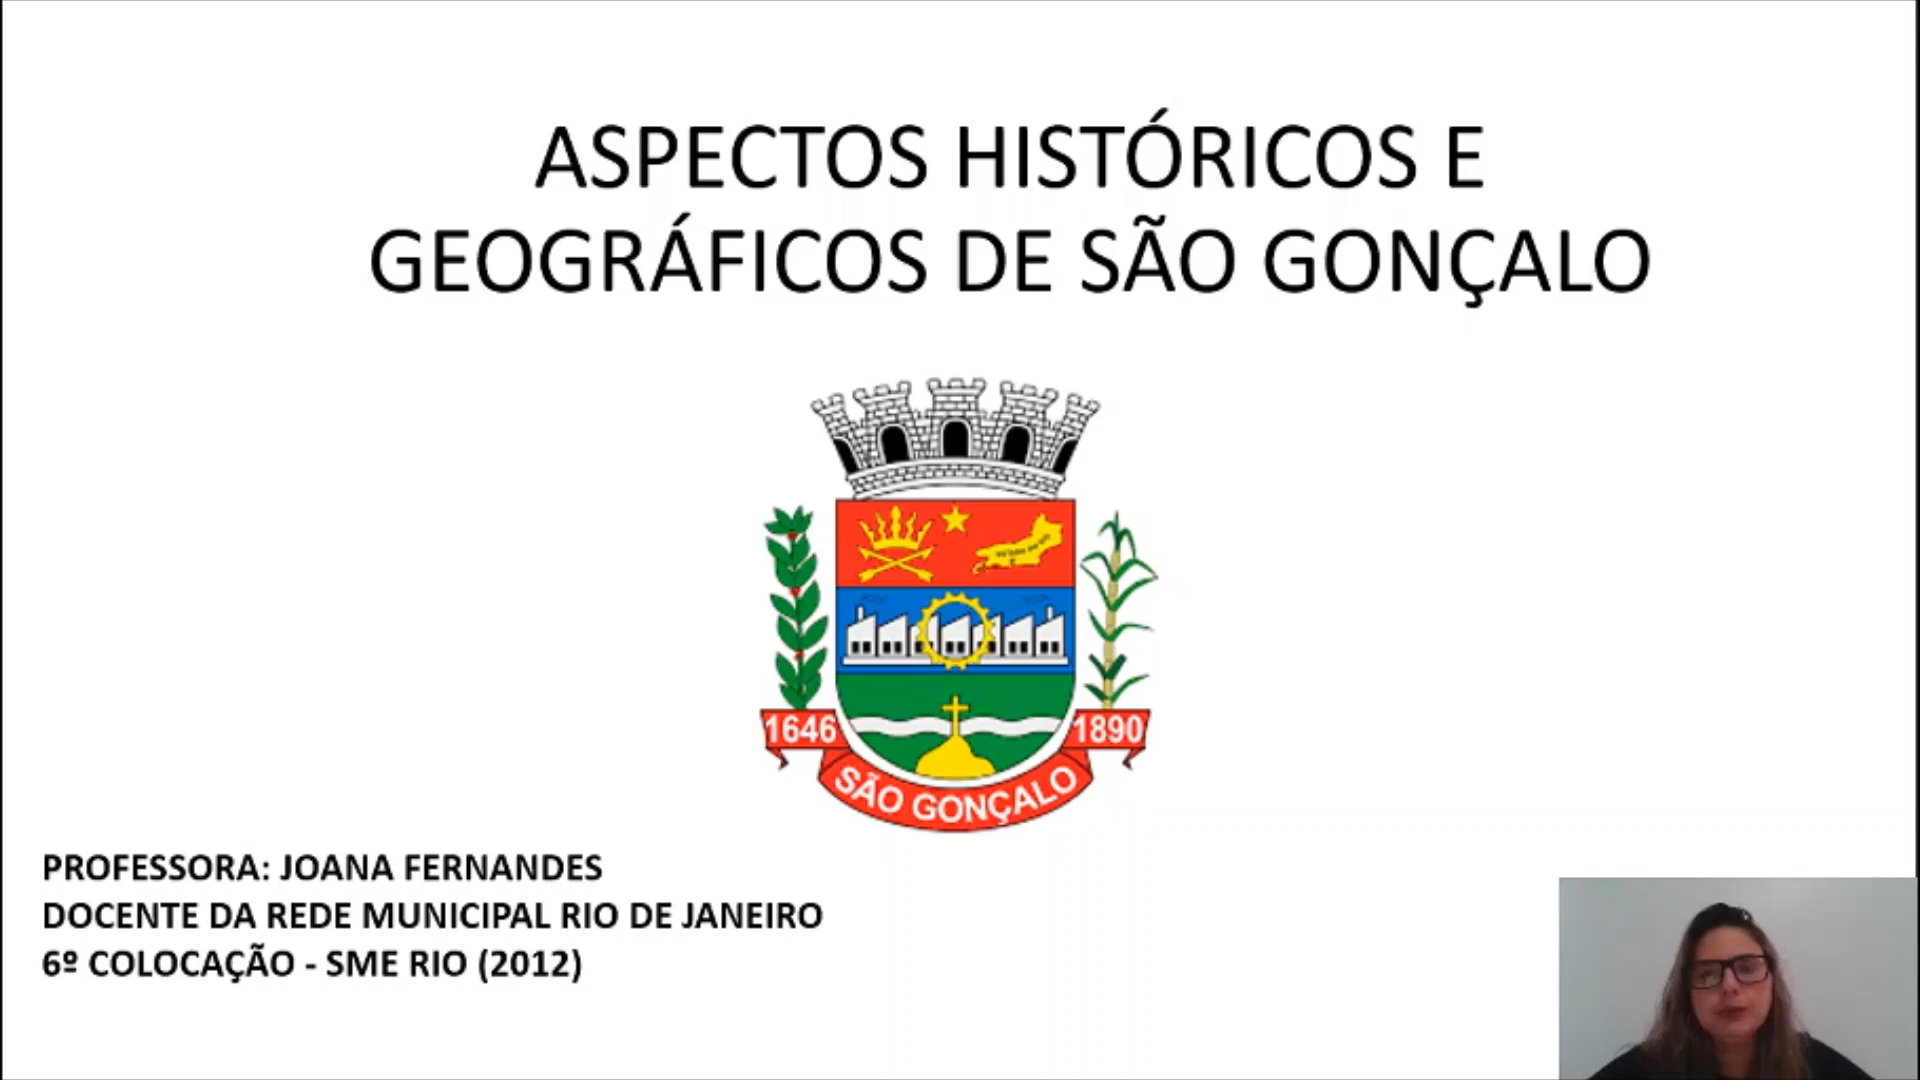 ASPECTOS HISTÓRICOS E
GEOGRÁFICOS DE SÃO GONÇALO
1646
1890
SÃO GONÇALO
PROFESSORA: JOANA FERNANDES
DOCENTE DA REDE MUNICIPAL RIO DE JANEIRO
6º COLOCAÇÃO - SME RIO (2012)